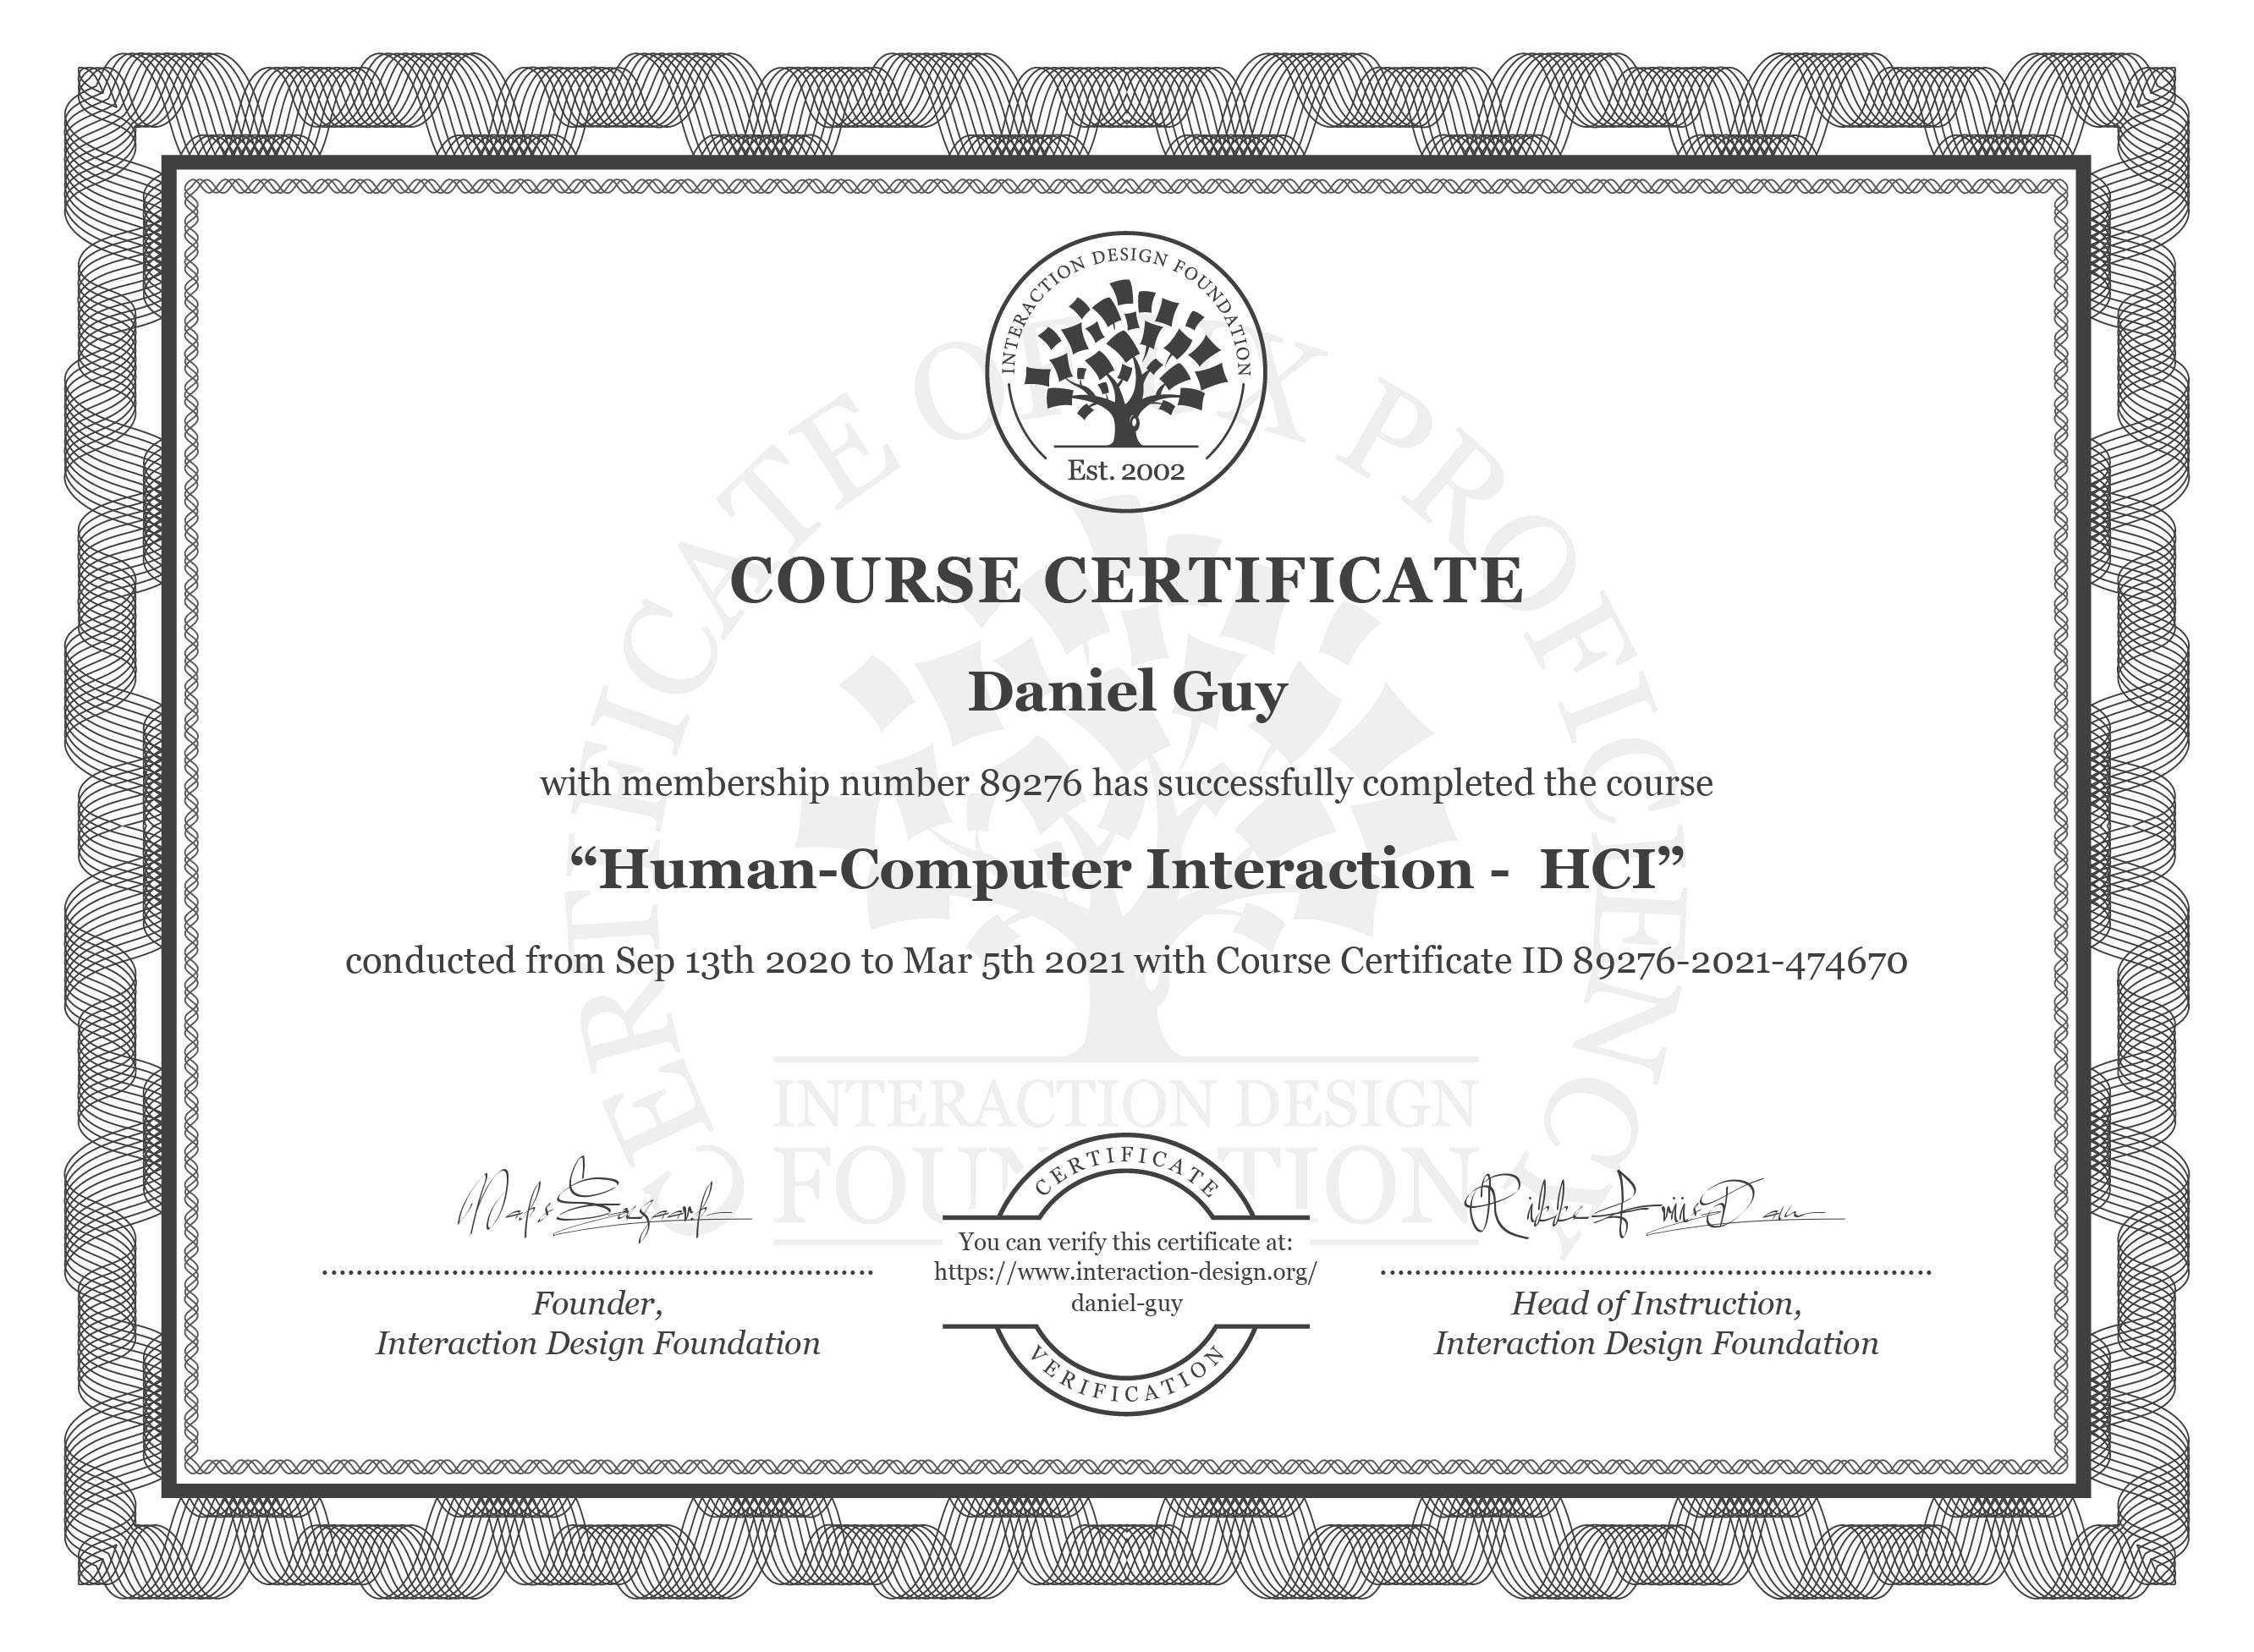 INTERACTION DESIGN FOUNDATION
Est. 2002
CERTIFICATE OF UX PROFICIENCY
COURSE CERTIFICATE
Daniel Guy
with membership number 89276 has successfully completed the course
“Human-Computer Interaction -  HCI”
conducted from Sep 13th 2020 to Mar 5th 2021 with Course Certificate ID 89276-2021-474670
INTERACTION DESIGN
FOUNDATION
CERTIFICATE
You can verify this certificate at:
https://www.interaction-design.org/
daniel-guy
VERIFICATION
Founder,
Interaction Design Foundation
Rikke Friis Dam
Head of Instruction,
Interaction Design Foundation